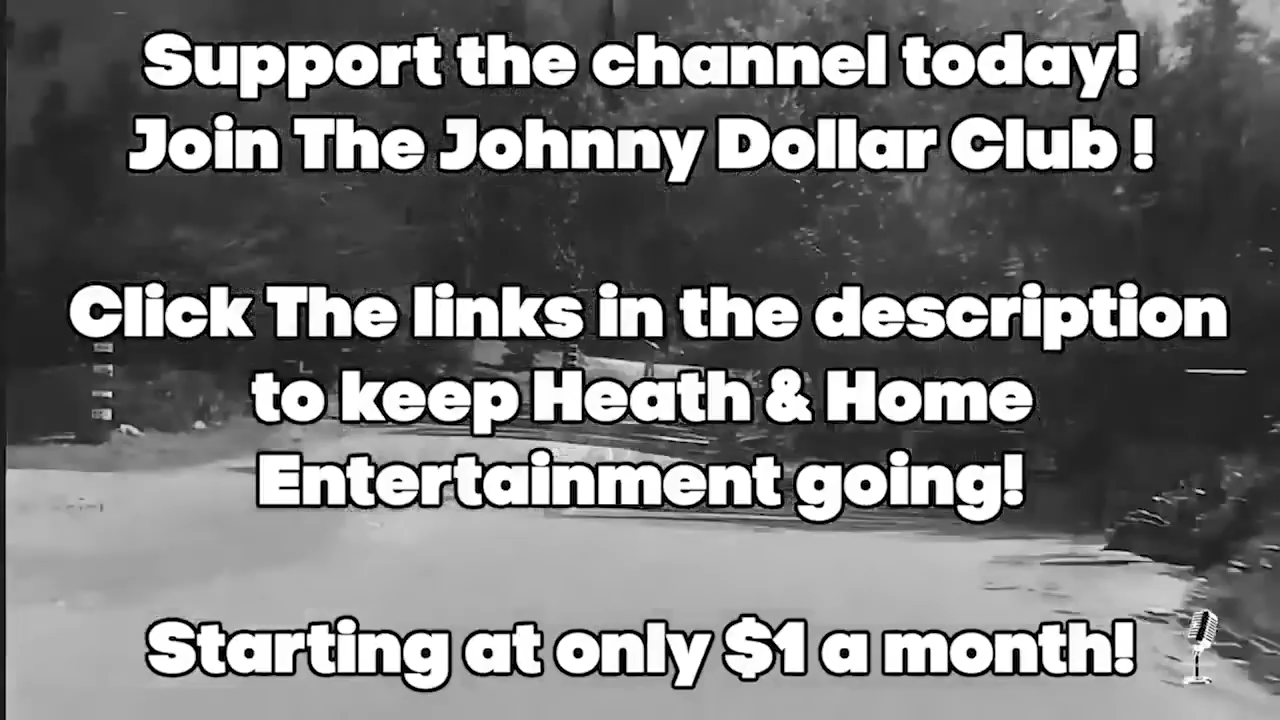 Support the channel today!
Join The Johnny Dollar Club !
Click The links in the description
to keep Heath & Home
Entertainment going!
Starting at only $1 a month!